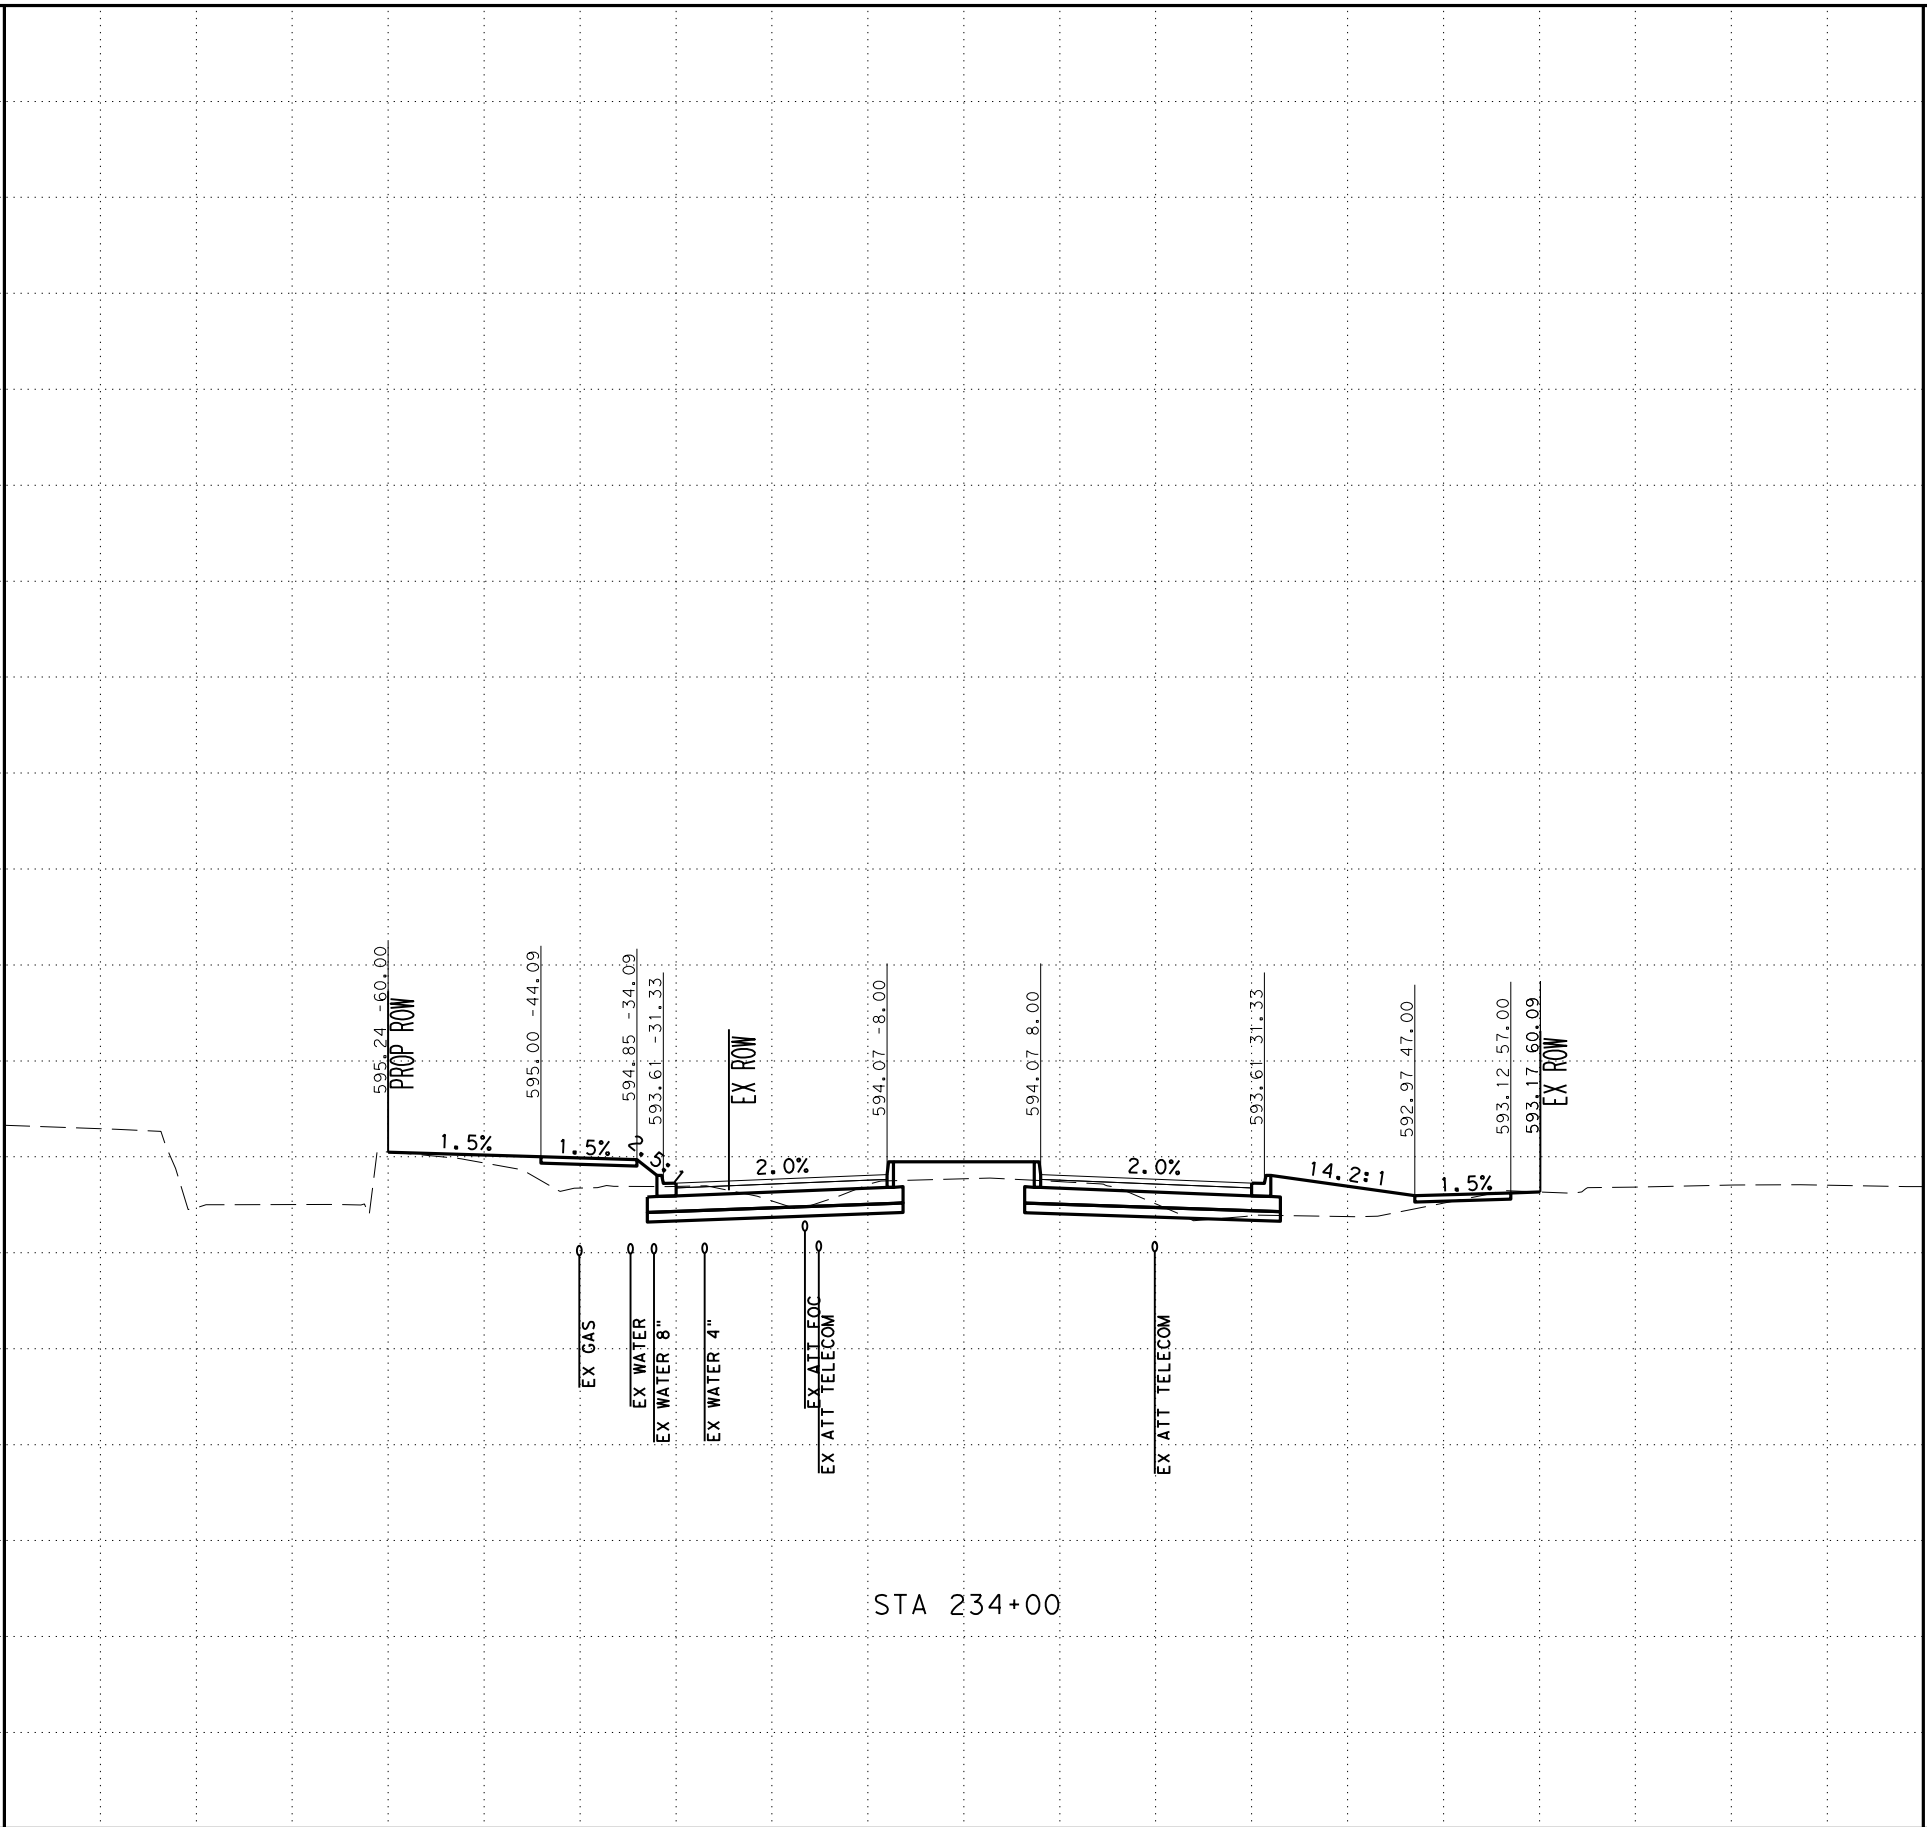 595.24 -60.00
PROP ROW
595.00 -44.09
594.85 -34.09
593.61 -31.33
EX ROW
594.07 -8.00
594.07 8.00
593.61 31.33
592.97 47.00
593.12 57.00
593.17 60.09
EX ROW
1.5%
1.5%
2.5:1
2.0%
2.0%
14.2:1
1.5%
EX GAS
EX WATER
EX WATER 8"
EX WATER 4"
EX ATT FOC
EX ATT TELECOM
EX ATT TELECOM
STA 234+00